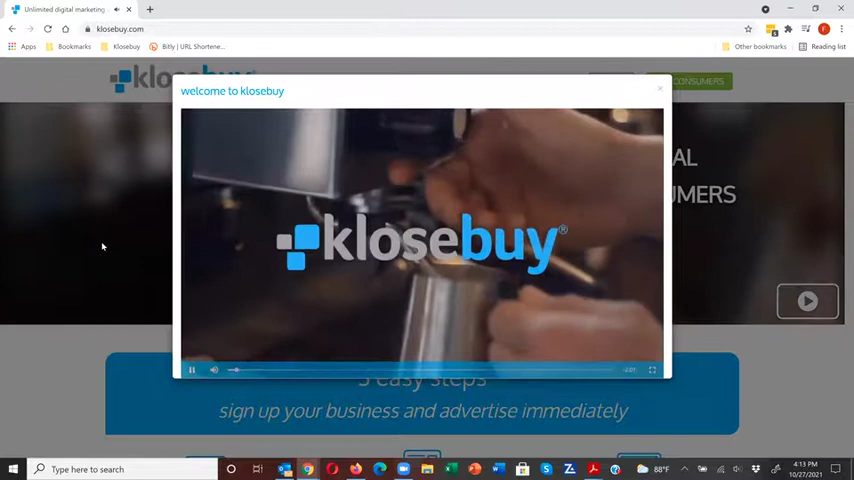 Unlimited digital marketing
klosebuy.com
F
Apps
Bookmarks
Klosebuy
Bitly | URL Shortene...
Other bookmarks
Reading list
klosebuy
CONSUMERS
welcome to klosebuy
klosebuy®
AL
UMERS
-2:01
5 easy steps
sign up your business and advertise immediately
Type here to search
88°F
4:13 PM
10/27/2021